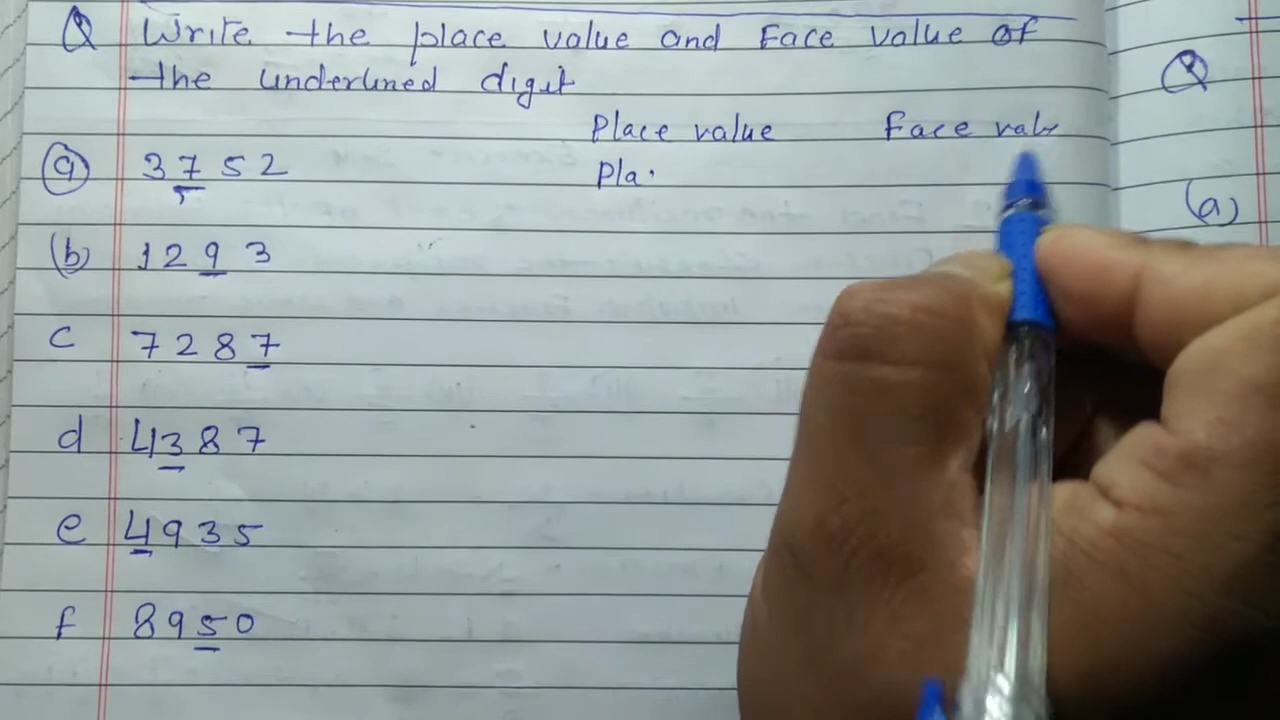 Q Write the place value and Face value of
the underlined digit
Place value Face valu
(a) 3752 Pla.
(b) 1293
c 7287
d 4387
e 4935
f 8950
Q
(a)